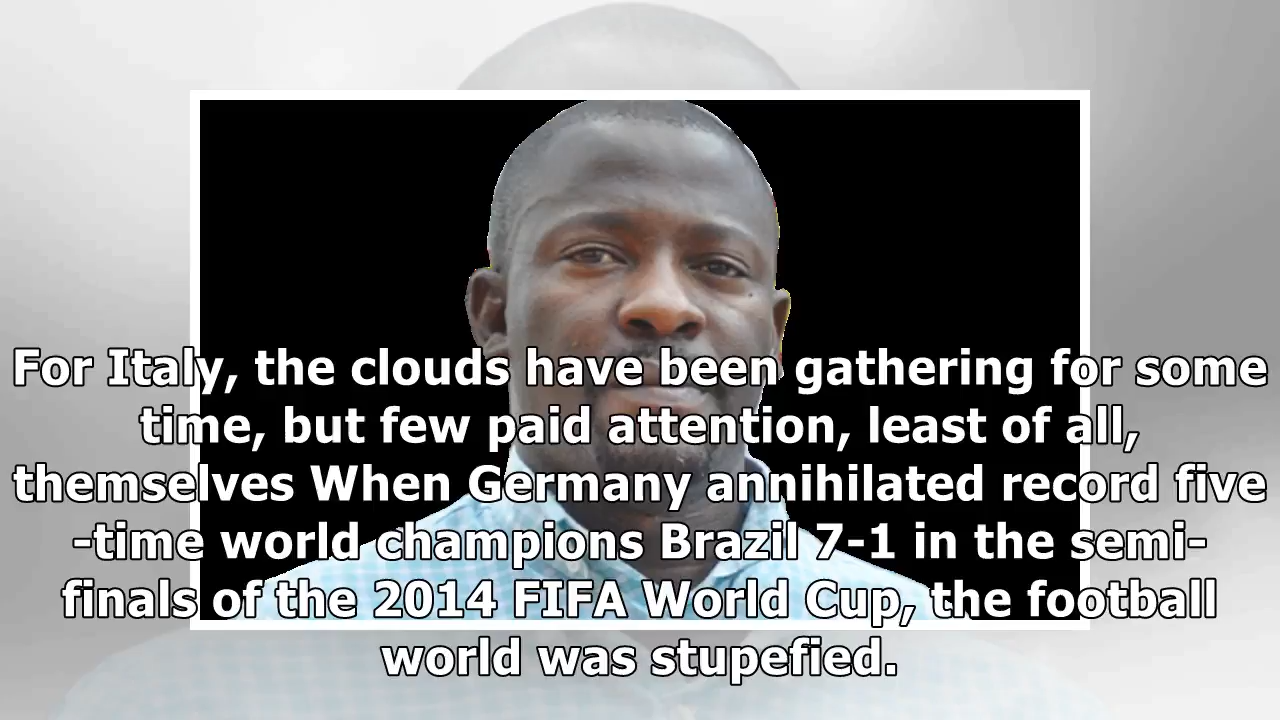 For Italy, the clouds have been gathering for some
time, but few paid attention, least of all,
themselves When Germany annihilated record five
-time world champions Brazil 7-1 in the semi-
finals of the 2014 FIFA World Cup, the football
world was stupefied.